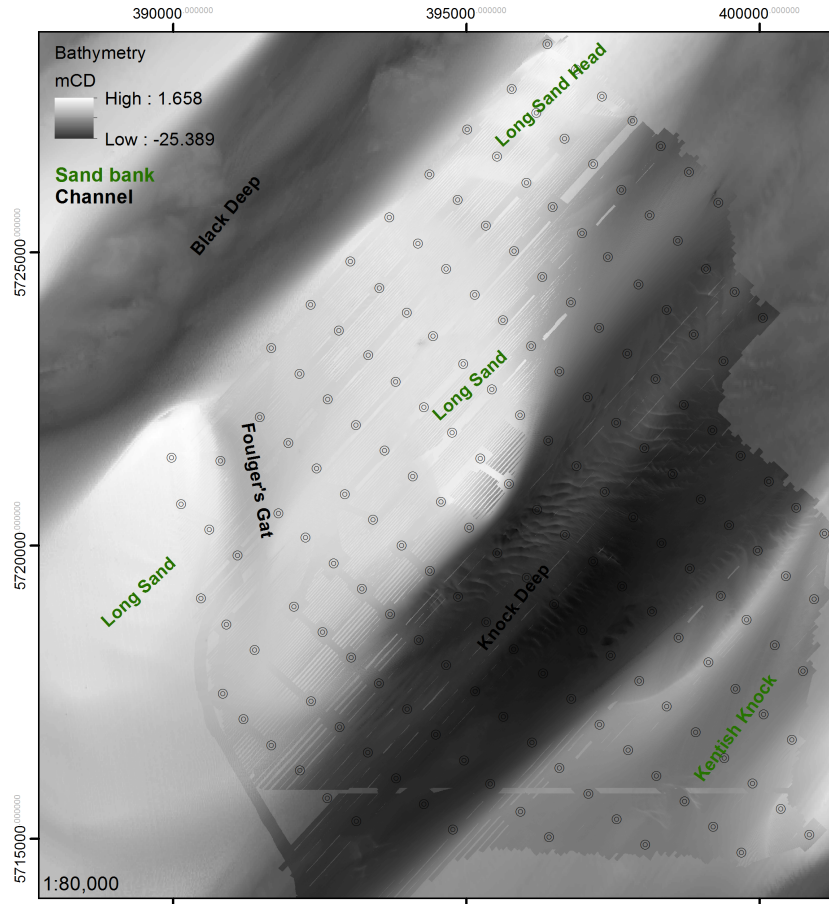 390000.000000 395000.000000 400000.000000
Bathymetry
mCD
High : 1.658
Low : -25.389
Sand bank
Channel
Long Sand Head
Black Deep
5725000.000000
Long Sand
Foulger's Gat
5720000.000000
Long Sand
Knock Deep
Kentish Knock
5715000.000000
1:80,000